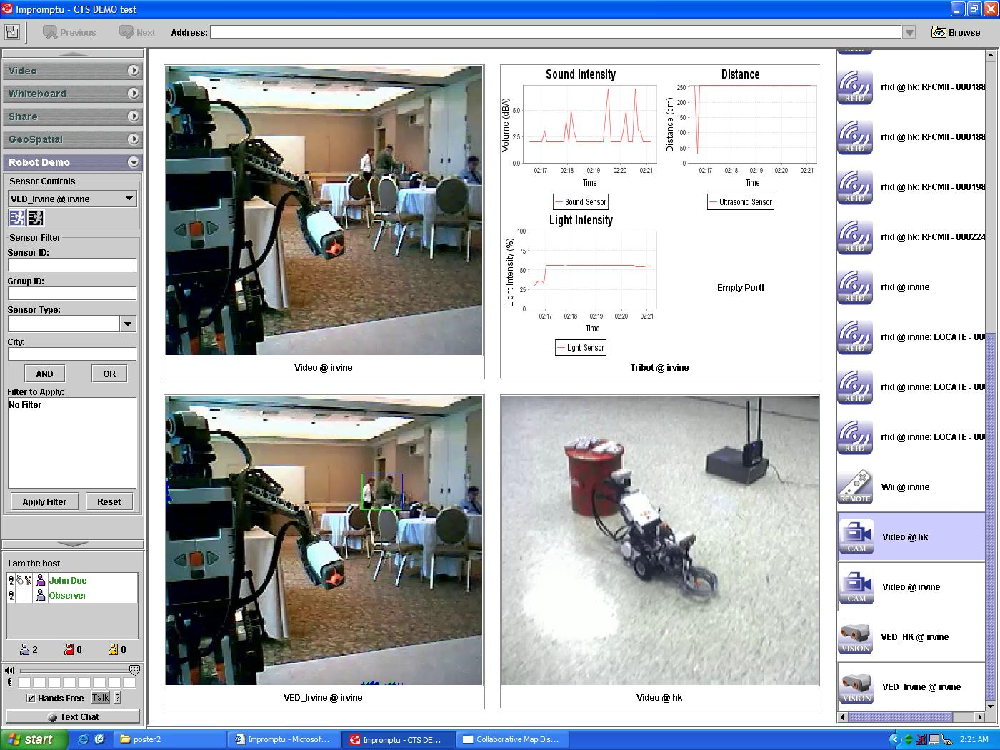 Impromptu - CTS DEMO test
Previous
Next
Address:
Browse
Video
Whiteboard
Share
GeoSpatial
Robot Demo
Sensor Controls
VED_Irvine @ irvine
Sensor Filter
Sensor ID:
Group ID:
Sensor Type:
City:
AND
OR
Filter to Apply:
No Filter
Apply Filter
Reset
I am the host
John Doe
Observer
2
0
0
Hands Free
Talk
?
Text Chat
Video @ irvine
Sound Intensity
Volume (dBA)
5.0
2.5
0.0
02:17 02:18 02:19 02:20 02:21
Time
Sound Sensor
Distance
Distance (cm)
250
200
150
100
50
0
02:17 02:18 02:19 02:20 02:21
Time
Ultrasonic Sensor
Light Intensity
Light Intensity (%)
100
75
50
25
0
02:17 02:18 02:19 02:20 02:21
Time
Light Sensor
Empty Port!
Tribot @ irvine
VED_Irvine @ irvine
Video @ hk
RFID
rfid @ hk: RFCMII - 000188
RFID
rfid @ hk: RFCMII - 000188
RFID
rfid @ hk: RFCMII - 000198
RFID
rfid @ hk: RFCMII - 000224
RFID
rfid @ irvine
RFID
rfid @ irvine: LOCATE - 00
RFID
rfid @ irvine: LOCATE - 00
RFID
rfid @ irvine: LOCATE - 00
REMOTE
Wii @ irvine
CAM
Video @ hk
CAM
Video @ irvine
VISION
VED_HK @ irvine
VISION
VED_Irvine @ irvine
start
poster2
Impromptu - Microsof...
Impromptu - CTS DE...
Collaborative Map Dis...
2:21 AM